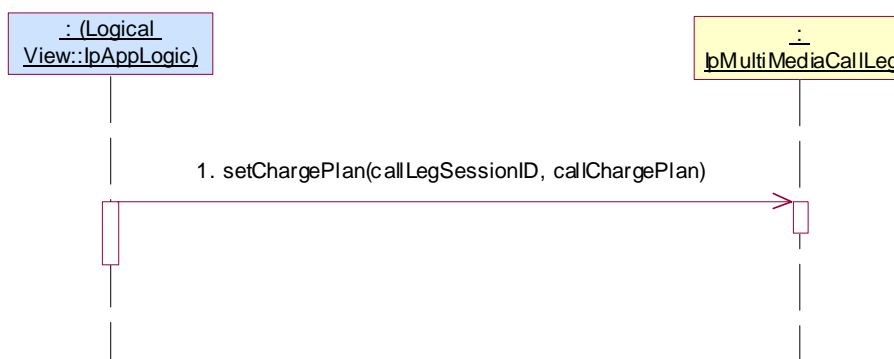 : (Logical
View::IpAppLogic)
:
IpMultiMediaCallLeg
1. setChargePlan(callLegSessionID, callChargePlan)